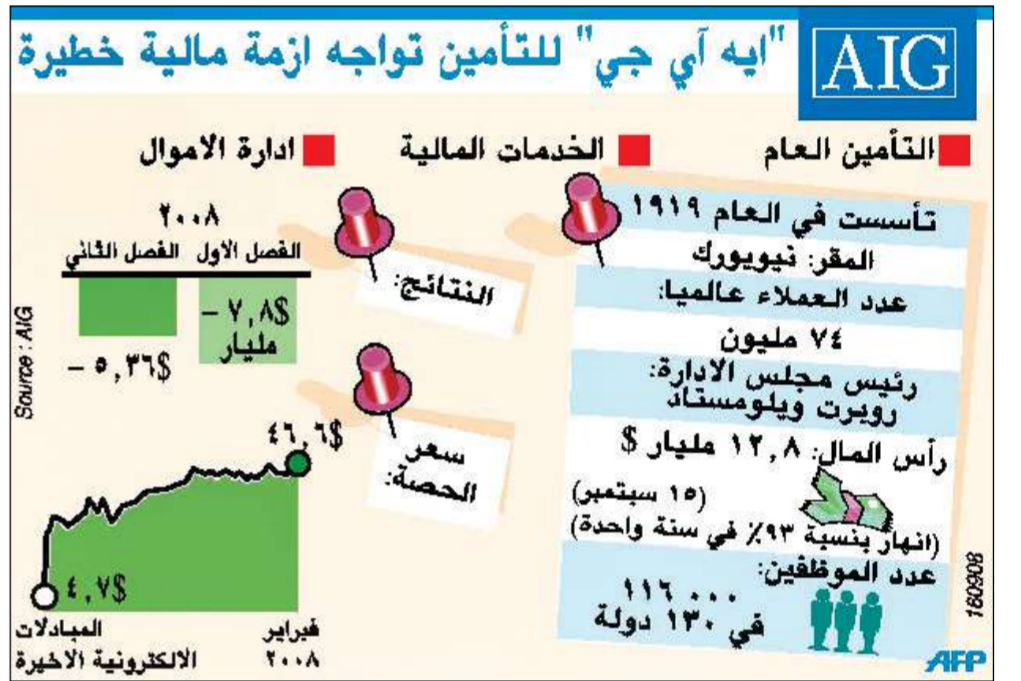 "ايه آي جي" للتأمين تواجه ازمة مالية خطيرة
AIG
التأمين العام
الخدمات المالية
ادارة الاموال
تأسست في العام ١٩١٩
المقر: نيويورك
عدد العملاء عالميا:
٧٤ مليون
رئيس مجلس الادارة:
روبرت ويلومستاد
رأس المال: ١٢,٨ مليار $
(١٥ سبتمبر)
(انهار بنسبة ٩٣٪ في سنة واحدة)
عدد الموظفين:
١١٦٠٠٠
في ١٣٠ دولة
النتائج:
٢٠٠٨
الفصل الاول
الفصل الثاني
– ٧,٨$
مليار
– ٥,٣٦$
سعر
الحصة:
٤٦,٦$
٤,٧$
فبراير
٢٠٠٨
المبادلات
الالكترونية الاخيرة
Source: AIG
160908
AFP